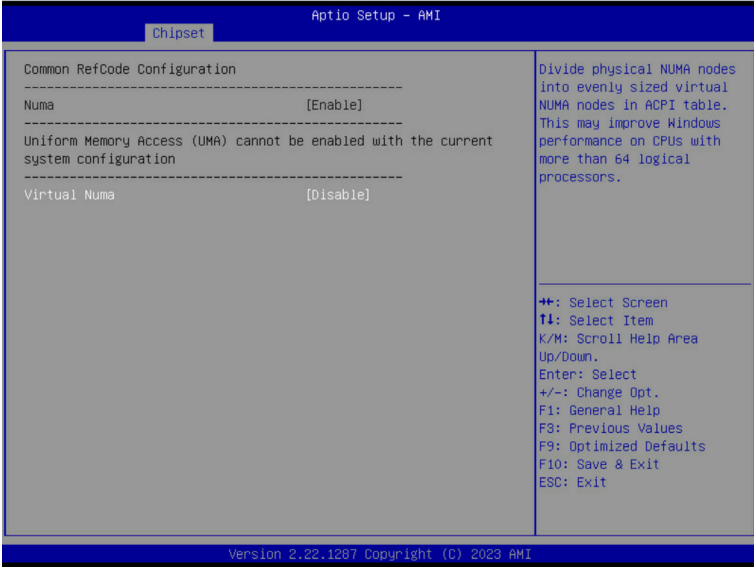 Aptio Setup – AMI
Chipset
Common RefCode Configuration
----------------------------------------------------
Numa [Enable]
----------------------------------------------------
Uniform Memory Access (UMA) cannot be enabled with the current
system configuration
----------------------------------------------------
Virtual Numa [Disable]
Divide physical NUMA nodes
into evenly sized virtual
NUMA nodes in ACPI table.
This may improve Windows
performance on CPUs with
more than 64 logical
processors.
→←: Select Screen
↑↓: Select Item
K/M: Scroll Help Area
Up/Down.
Enter: Select
+/-: Change Opt.
F1: General Help
F3: Previous Values
F9: Optimized Defaults
F10: Save & Exit
ESC: Exit
Version 2.22.1287 Copyright (C) 2023 AMI